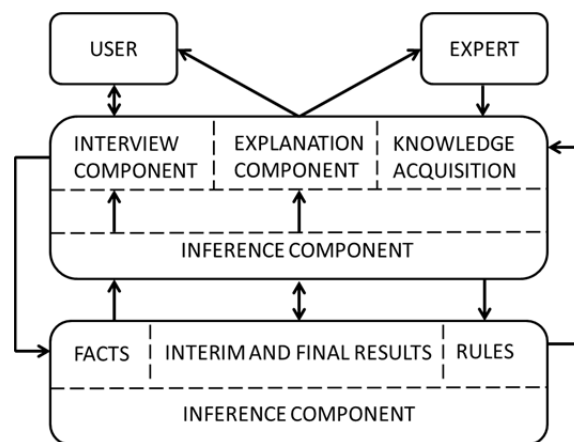 USER
EXPERT
INTERVIEW
COMPONENT
EXPLANATION
COMPONENT
KNOWLEDGE
ACQUISITION
INFERENCE COMPONENT
FACTS
INTERIM AND FINAL RESULTS
RULES
INFERENCE COMPONENT